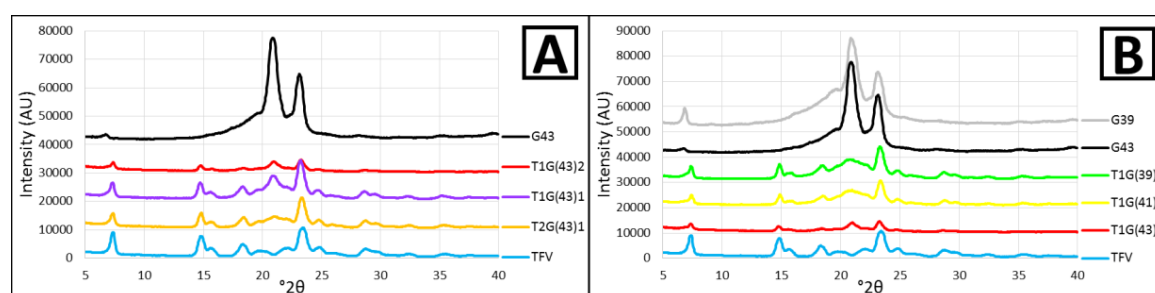 A
Intensity (AU)
80000
70000
60000
50000
40000
30000
20000
10000
0
5 10 15 20 25 30 35 40
°2θ
G43
T1G(43)2
T1G(43)1
T2G(43)1
TFV
B
Intensity (AU)
90000
80000
70000
60000
50000
40000
30000
20000
10000
0
5 10 15 20 25 30 35 40
°2θ
G39
G43
T1G(39)
T1G(41)
T1G(43)
TFV